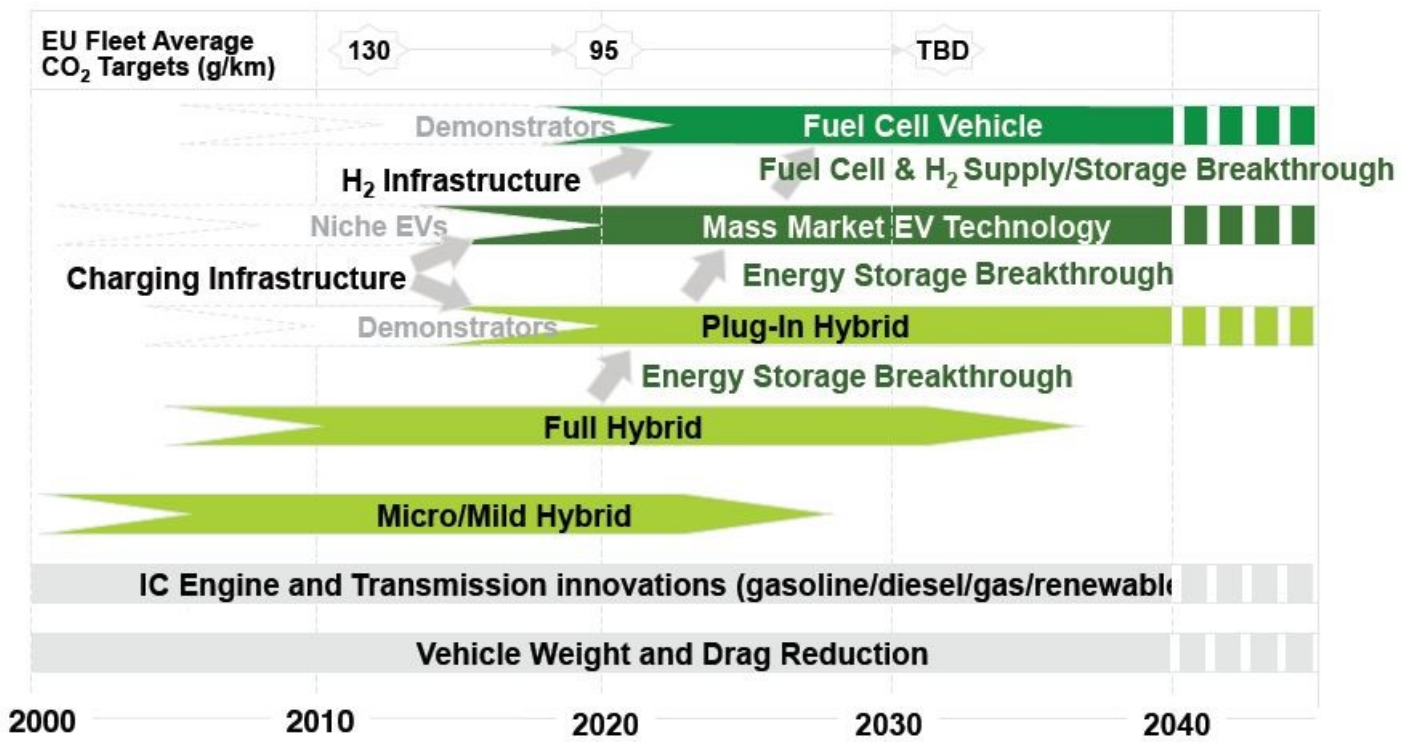 EU Fleet Average
CO₂ Targets (g/km)
130
95
TBD
Demonstrators
Fuel Cell Vehicle
Fuel Cell & H₂ Supply/Storage Breakthrough
H₂ Infrastructure
Niche EVs
Mass Market EV Technology
Charging Infrastructure
Energy Storage Breakthrough
Demonstrators
Plug-In Hybrid
Energy Storage Breakthrough
Full Hybrid
Micro/Mild Hybrid
IC Engine and Transmission innovations (gasoline/diesel/gas/renewable
Vehicle Weight and Drag Reduction
2000
2010
2020
2030
2040